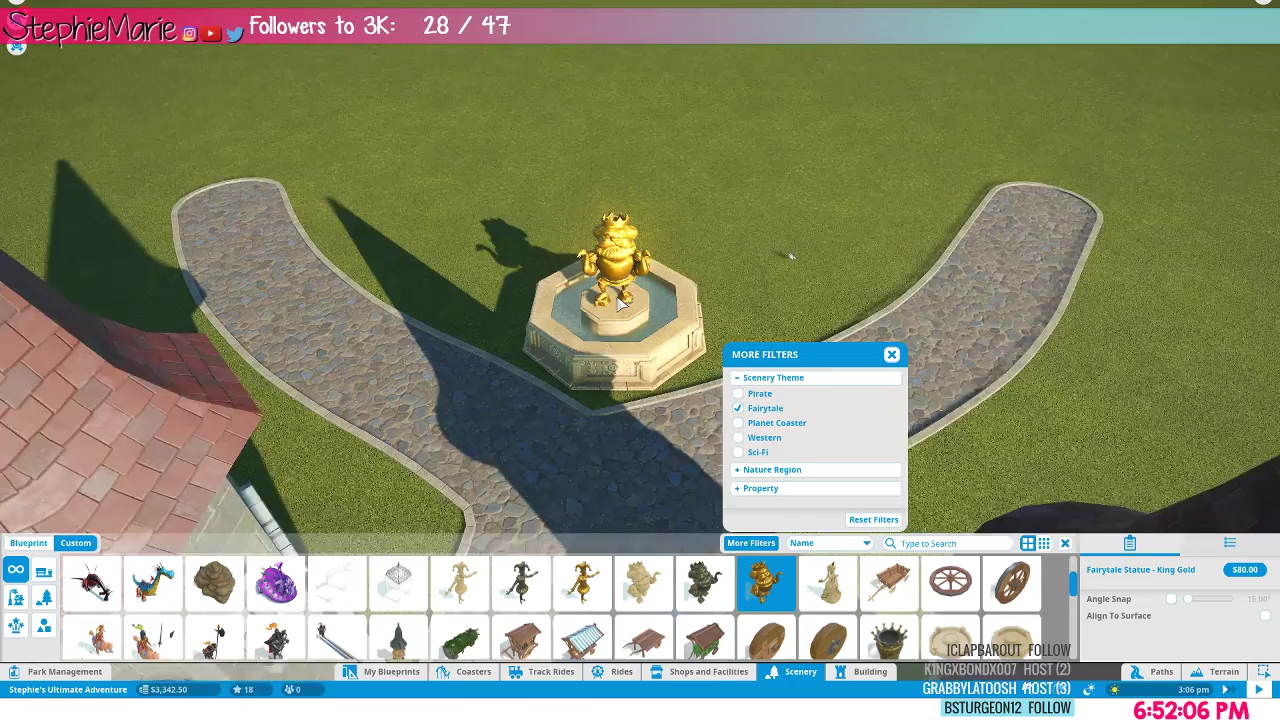 StephieMarie Followers to 3K: 28 / 47
MORE FILTERS
− Scenery Theme
Pirate
Fairytale
Planet Coaster
Western
Sci-Fi
+ Nature Region
+ Property
Reset Filters
Blueprint Custom More Filters Name Type to Search
Fairytale Statue - King Gold $80.00
Angle Snap 15.00°
Align To Surface
ICLAPBAROUT FOLLOW
Park Management My Blueprints Coasters Track Rides Rides Shops and Facilities Scenery Building Paths Terrain
KINGXBONDX007 HOST (2)
Stephie's Ultimate Adventure $3,342.50 18 0 3:06 pm
GRABBYLATOOSH HOST (3)
BSTURGEON12 FOLLOW
6:52:06 PM